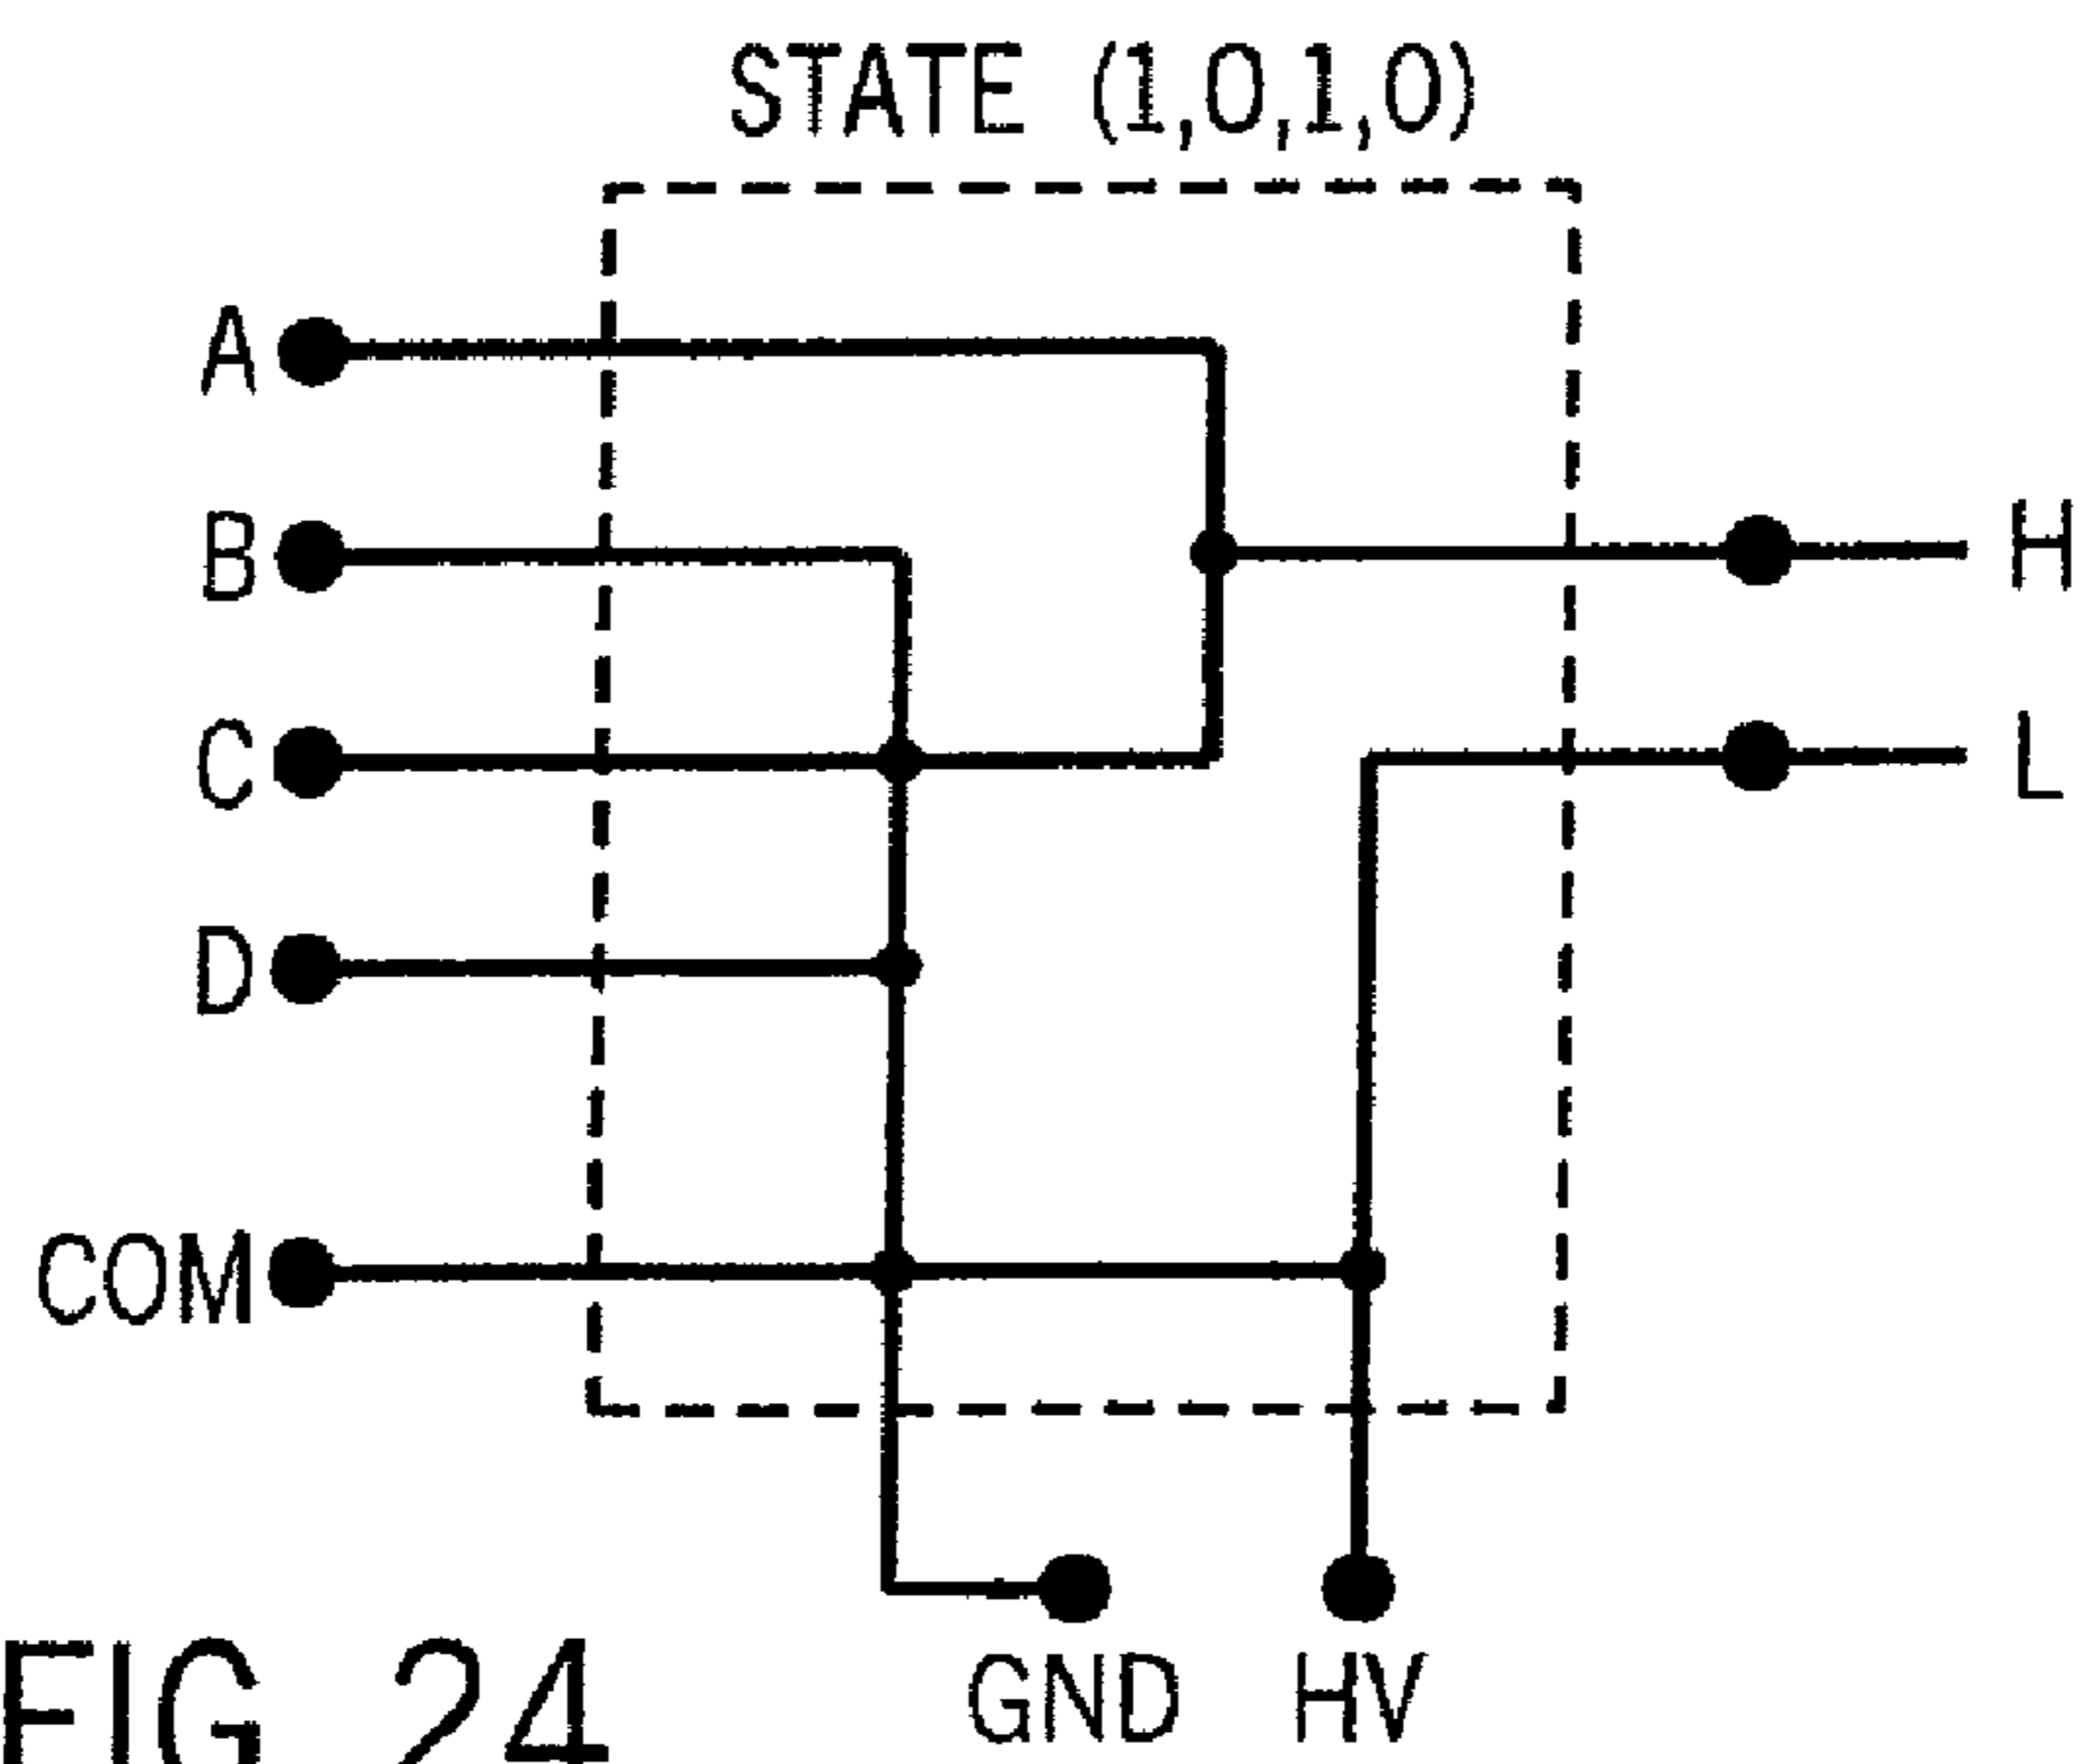 STATE (1,0,1,0)
A
B
H
C
L
D
COM
GND HV
FIG 24